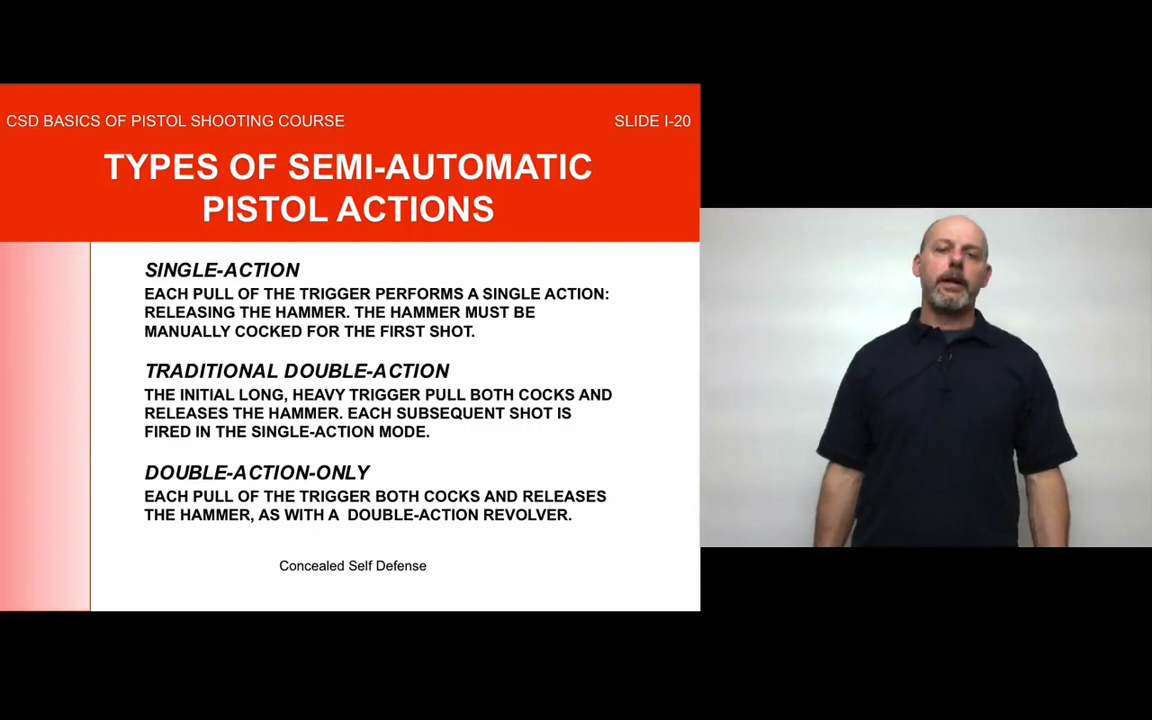 CSD BASICS OF PISTOL SHOOTING COURSE
SLIDE I-20
TYPES OF SEMI-AUTOMATIC
PISTOL ACTIONS
SINGLE-ACTION
EACH PULL OF THE TRIGGER PERFORMS A SINGLE ACTION:
RELEASING THE HAMMER. THE HAMMER MUST BE
MANUALLY COCKED FOR THE FIRST SHOT.
TRADITIONAL DOUBLE-ACTION
THE INITIAL LONG, HEAVY TRIGGER PULL BOTH COCKS AND
RELEASES THE HAMMER. EACH SUBSEQUENT SHOT IS
FIRED IN THE SINGLE-ACTION MODE.
DOUBLE-ACTION-ONLY
EACH PULL OF THE TRIGGER BOTH COCKS AND RELEASES
THE HAMMER, AS WITH A DOUBLE-ACTION REVOLVER.
Concealed Self Defense